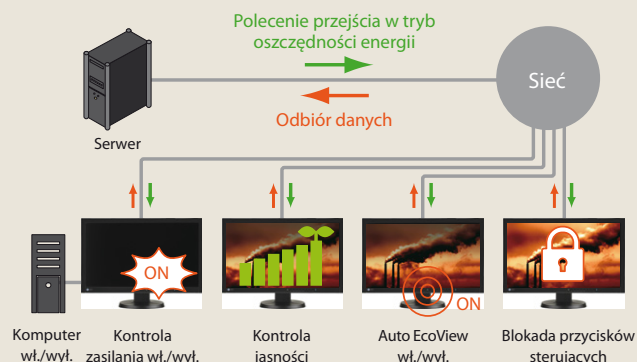 Polecenie przejścia w tryb
oszczędności energii
Sieć
Odbiór danych
Serwer
ON
ON
Komputer
wł./wył.
Kontrola
zasilania wł./wył.
Kontrola
jasności
Auto EcoView
wł./wył.
Blokada przycisków
sterujących